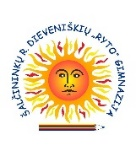 ŠALČININKŲ R. DIEVENIŠKIŲ „RYTO“ GIMNAZIJA